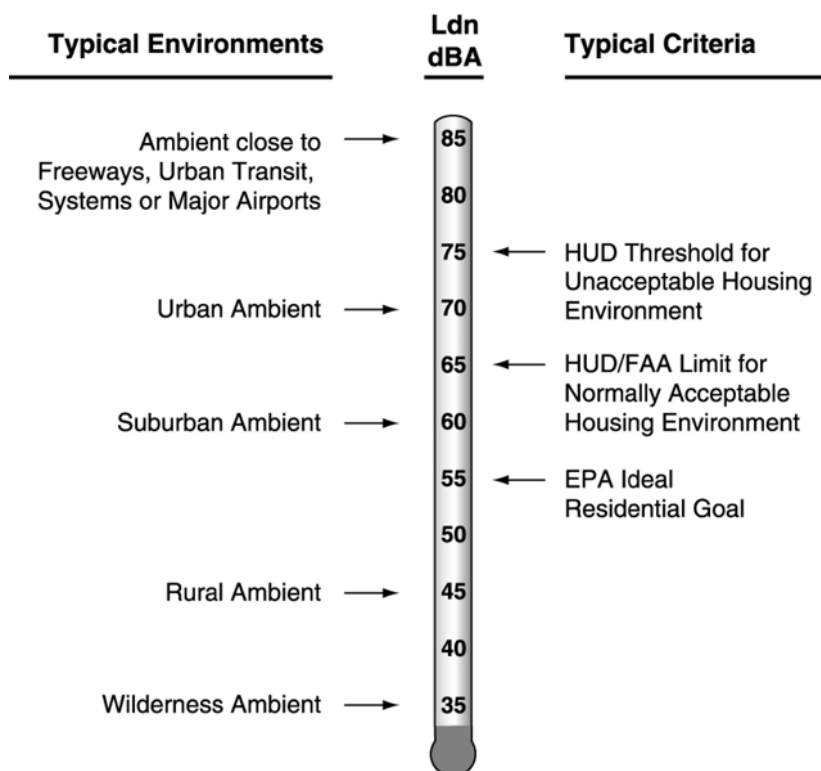 Typical Environments
Ldn
dBA
Typical Criteria
Ambient close to
Freeways, Urban Transit,
Systems or Major Airports
85
80
75
HUD Threshold for
Unacceptable Housing
Environment
Urban Ambient
70
65
HUD/FAA Limit for
Normally Acceptable
Housing Environment
Suburban Ambient
60
55
EPA Ideal
Residential Goal
50
Rural Ambient
45
40
Wilderness Ambient
35